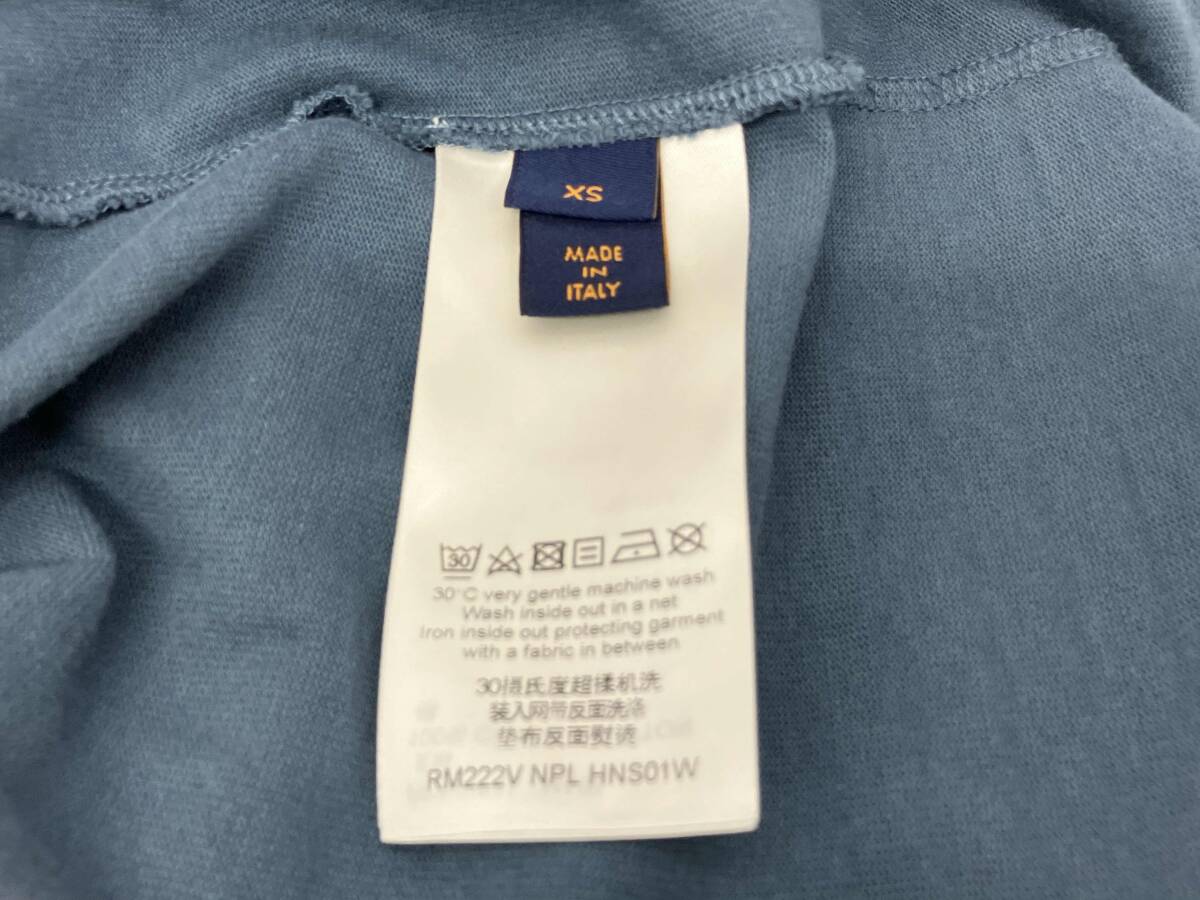 XS
MADE
IN
ITALY
30
30°C very gentle machine wash
Wash inside out in a net
Iron inside out protecting garment
with a fabric in between
30摄氏度超揉机洗
装入网带反面洗涤
垫布反面熨烫
RM222V NPL HNS01W